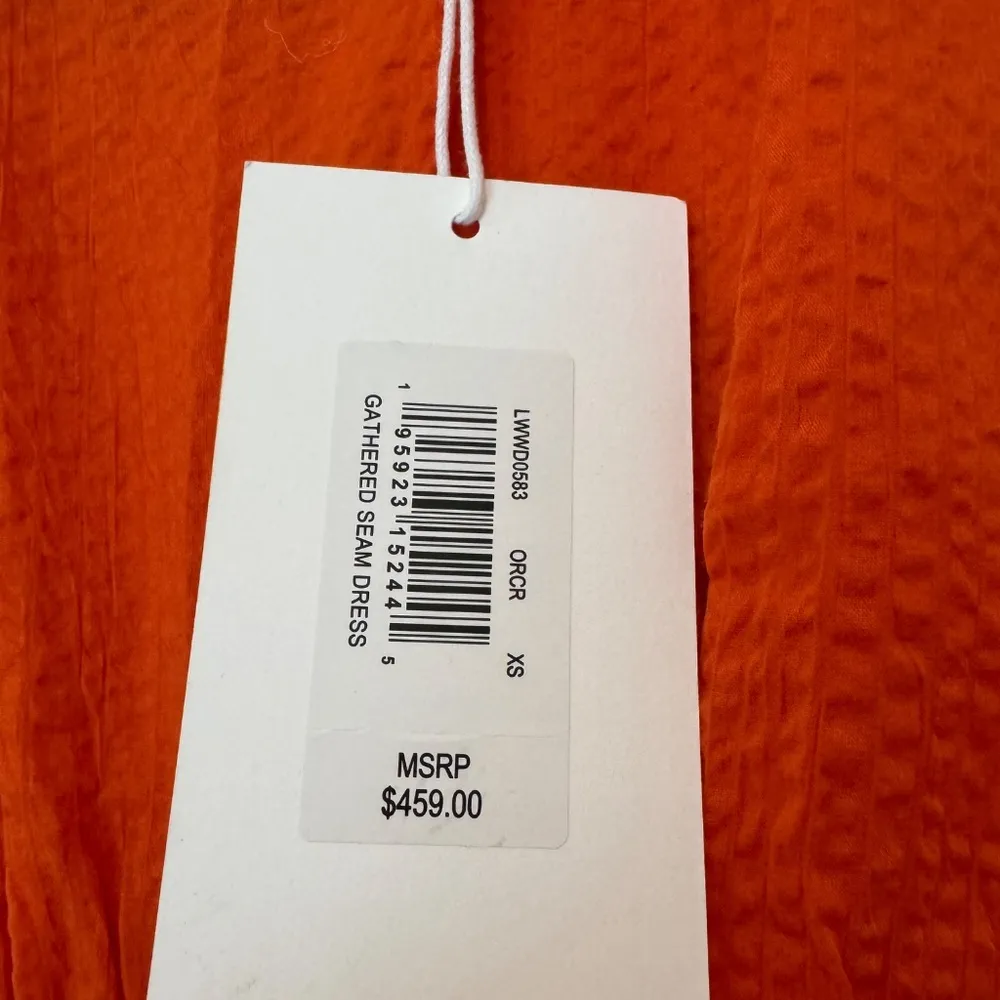 LWWD0583 ORCR XS
1 95923 15244 5
GATHERED SEAM DRESS
MSRP
$459.00